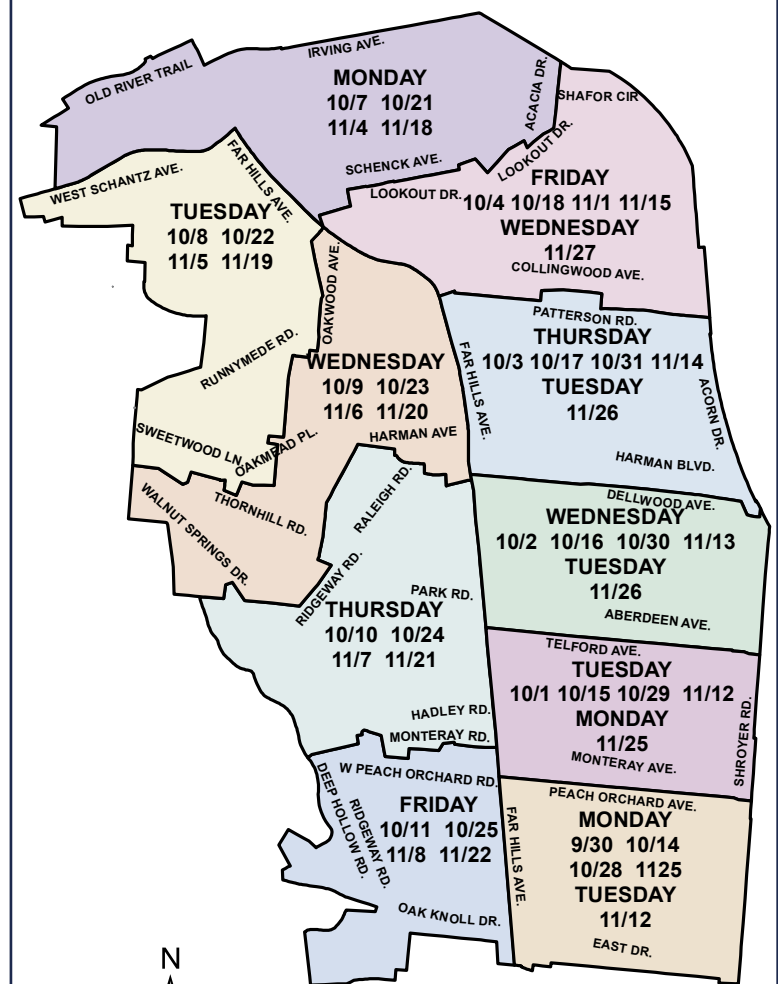 IRVING AVE.
OLD RIVER TRAIL
MONDAY
10/7 10/21
11/4 11/18
ACACIA DR.
SHAFOR CIR
SCHENCK AVE.
LOOKOUT DR.
LOOKOUT DR.
WEST SCHANTZ AVE.
FAR HILLS AVE.
TUESDAY
10/8 10/22
11/5 11/19
RUNNYMEDE RD.
SWEETWOOD LN
OAKMEAD PL.
FRIDAY
10/4 10/18 11/1 11/15
WEDNESDAY
11/27
COLLINGWOOD AVE.
OAKWOOD AVE.
WEDNESDAY
10/9 10/23
11/6 11/20
HARMAN AVE
THORNHILL RD.
WALNUT SPRINGS DR.
PATTERSON RD.
THURSDAY
10/3 10/17 10/31 11/14
TUESDAY
11/26
FAR HILLS AVE.
ACORN DR.
HARMAN BLVD.
DELLWOOD AVE.
WEDNESDAY
10/2 10/16 10/30 11/13
TUESDAY
11/26
ABERDEEN AVE.
RALEIGH RD.
RIDGEWAY RD.
PARK RD.
THURSDAY
10/10 10/24
11/7 11/21
HADLEY RD.
MONTERAY RD.
TELFORD AVE.
TUESDAY
10/1 10/15 10/29 11/12
MONDAY
11/25
MONTERAY AVE.
SHROYER RD.
W PEACH ORCHARD RD.
DEEP HOLLOW RD.
RIDGEWAY RD.
FRIDAY
10/11 10/25
11/8 11/22
OAK KNOLL DR.
FAR HILLS AVE.
PEACH ORCHARD AVE.
MONDAY
9/30 10/14
10/28 1125
TUESDAY
11/12
EAST DR.
N